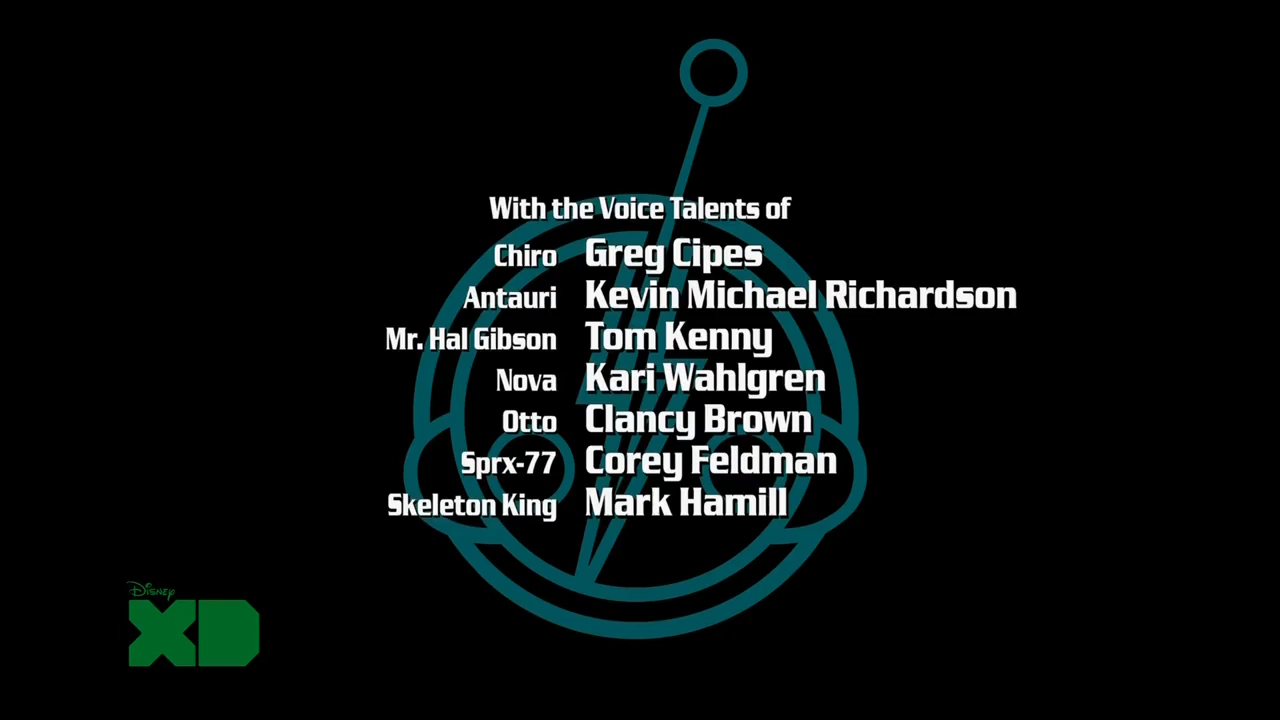 With the Voice Talents of
Chiro Greg Cipes
Antauri Kevin Michael Richardson
Mr. Hal Gibson Tom Kenny
Nova Kari Wahlgren
Otto Clancy Brown
Sprx-77 Corey Feldman
Skeleton King Mark Hamill
Disney
XD